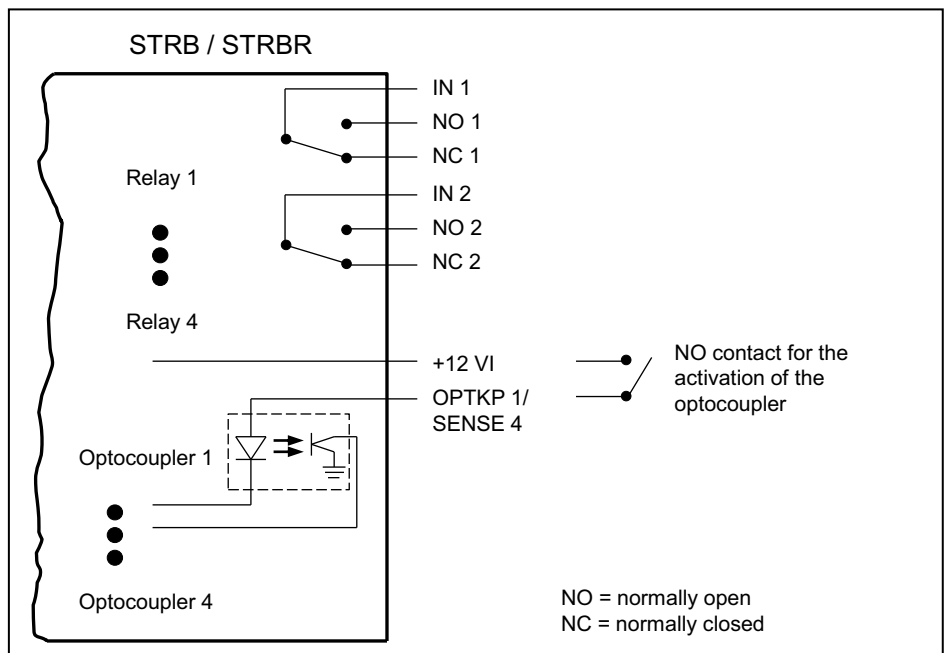 STRB / STRBR
IN 1
NO 1
NC 1
Relay 1
IN 2
NO 2
NC 2
Relay 4
+12 VI
OPTKP 1/
SENSE 4
NO contact for the
activation of the
optocoupler
Optocoupler 1
Optocoupler 4
NO = normally open
NC = normally closed